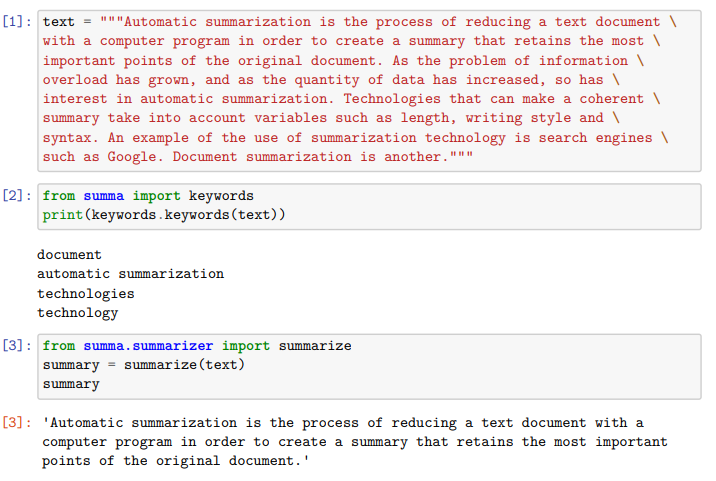 [1]: text = """Automatic summarization is the process of reducing a text document \
with a computer program in order to create a summary that retains the most \
important points of the original document. As the problem of information \
overload has grown, and as the quantity of data has increased, so has \
interest in automatic summarization. Technologies that can make a coherent \
summary take into account variables such as length, writing style and \
syntax. An example of the use of summarization technology is search engines \
such as Google. Document summarization is another."""
[2]: from summa import keywords
print(keywords.keywords(text))
document
automatic summarization
technologies
technology
[3]: from summa.summarizer import summarize
summary = summarize(text)
summary
[3]: 'Automatic summarization is the process of reducing a text document with a
computer program in order to create a summary that retains the most important
points of the original document.'